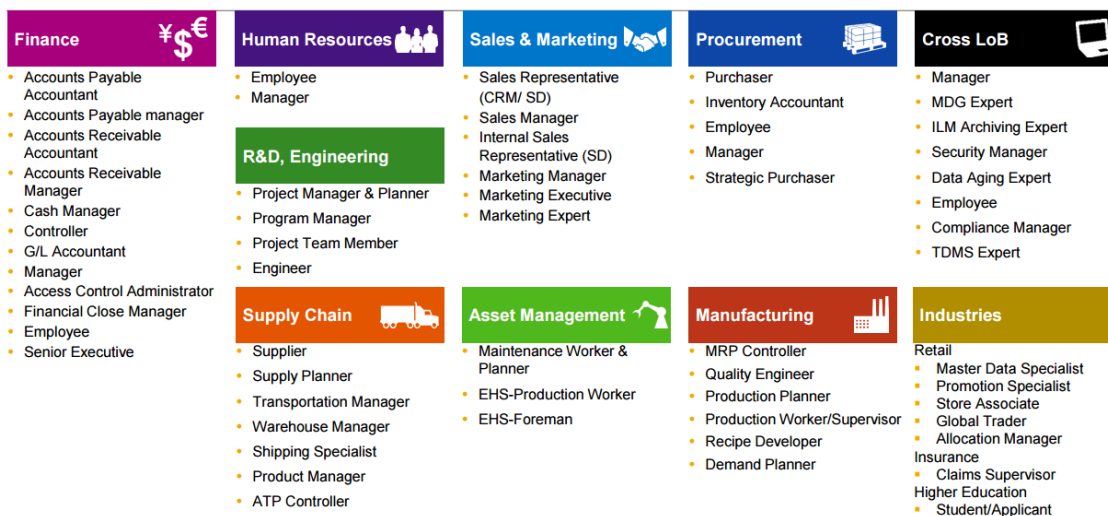 Finance
¥$€
Accounts Payable
Accountant
Accounts Payable manager
Accounts Receivable
Accountant
Accounts Receivable
Manager
Cash Manager
Controller
G/L Accountant
Manager
Access Control Administrator
Financial Close Manager
Employee
Senior Executive
Human Resources
Employee
Manager
R&D, Engineering
Project Manager & Planner
Program Manager
Project Team Member
Engineer
Supply Chain
Supplier
Supply Planner
Transportation Manager
Warehouse Manager
Shipping Specialist
Product Manager
ATP Controller
Sales & Marketing
Sales Representative
(CRM/ SD)
Sales Manager
Internal Sales
Representative (SD)
Marketing Manager
Marketing Executive
Marketing Expert
Asset Management
Maintenance Worker &
Planner
EHS-Production Worker
EHS-Foreman
Procurement
Purchaser
Inventory Accountant
Employee
Manager
Strategic Purchaser
Manufacturing
MRP Controller
Quality Engineer
Production Planner
Production Worker/Supervisor
Recipe Developer
Demand Planner
Cross LoB
Manager
MDG Expert
ILM Archiving Expert
Security Manager
Data Aging Expert
Employee
Compliance Manager
TDMS Expert
Industries
Retail
Master Data Specialist
Promotion Specialist
Store Associate
Global Trader
Allocation Manager
Insurance
Claims Supervisor
Higher Education
Student/Applicant